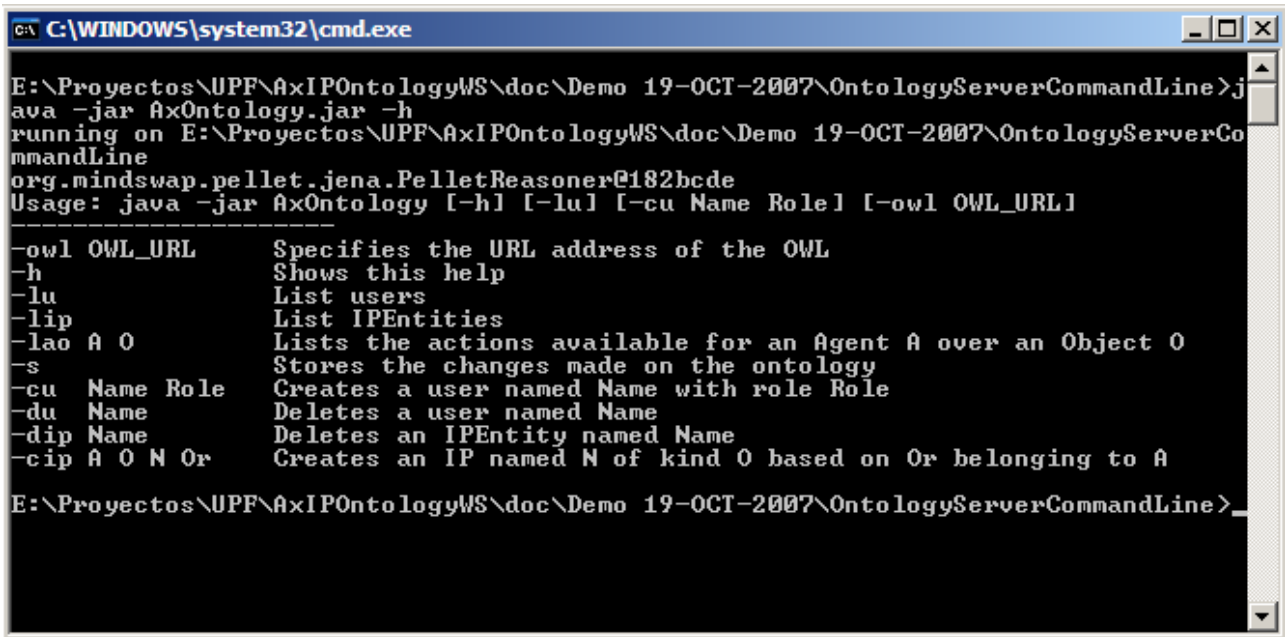 C:\WINDOWS\system32\cmd.exe
E:\Proyectos\UPF\AxIPOntologyWS\doc\Demo 19-OCT-2007\OntologyServerCommandLine>j
ava -jar AxOntology.jar -h
running on E:\Proyectos\UPF\AxIPOntologyWS\doc\Demo 19-OCT-2007\OntologyServerCo
mmandLine
org.mindswap.pellet.jena.PelletReasoner@182bcde
Usage: java -jar AxOntology [-h] [-lu] [-cu Name Role] [-owl OWL_URL]
---------------------
-owl OWL_URL     Specifies the URL address of the OWL
-h               Shows this help
-lu              List users
-lip             List IPEntities
-lao A O         Lists the actions available for an Agent A over an Object O
-s               Stores the changes made on the ontology
-cu  Name Role   Creates a user named Name with role Role
-du  Name        Deletes a user named Name
-dip Name        Deletes an IPEntity named Name
-cip A O N Or    Creates an IP named N of kind O based on Or belonging to A
E:\Proyectos\UPF\AxIPOntologyWS\doc\Demo 19-OCT-2007\OntologyServerCommandLine>_